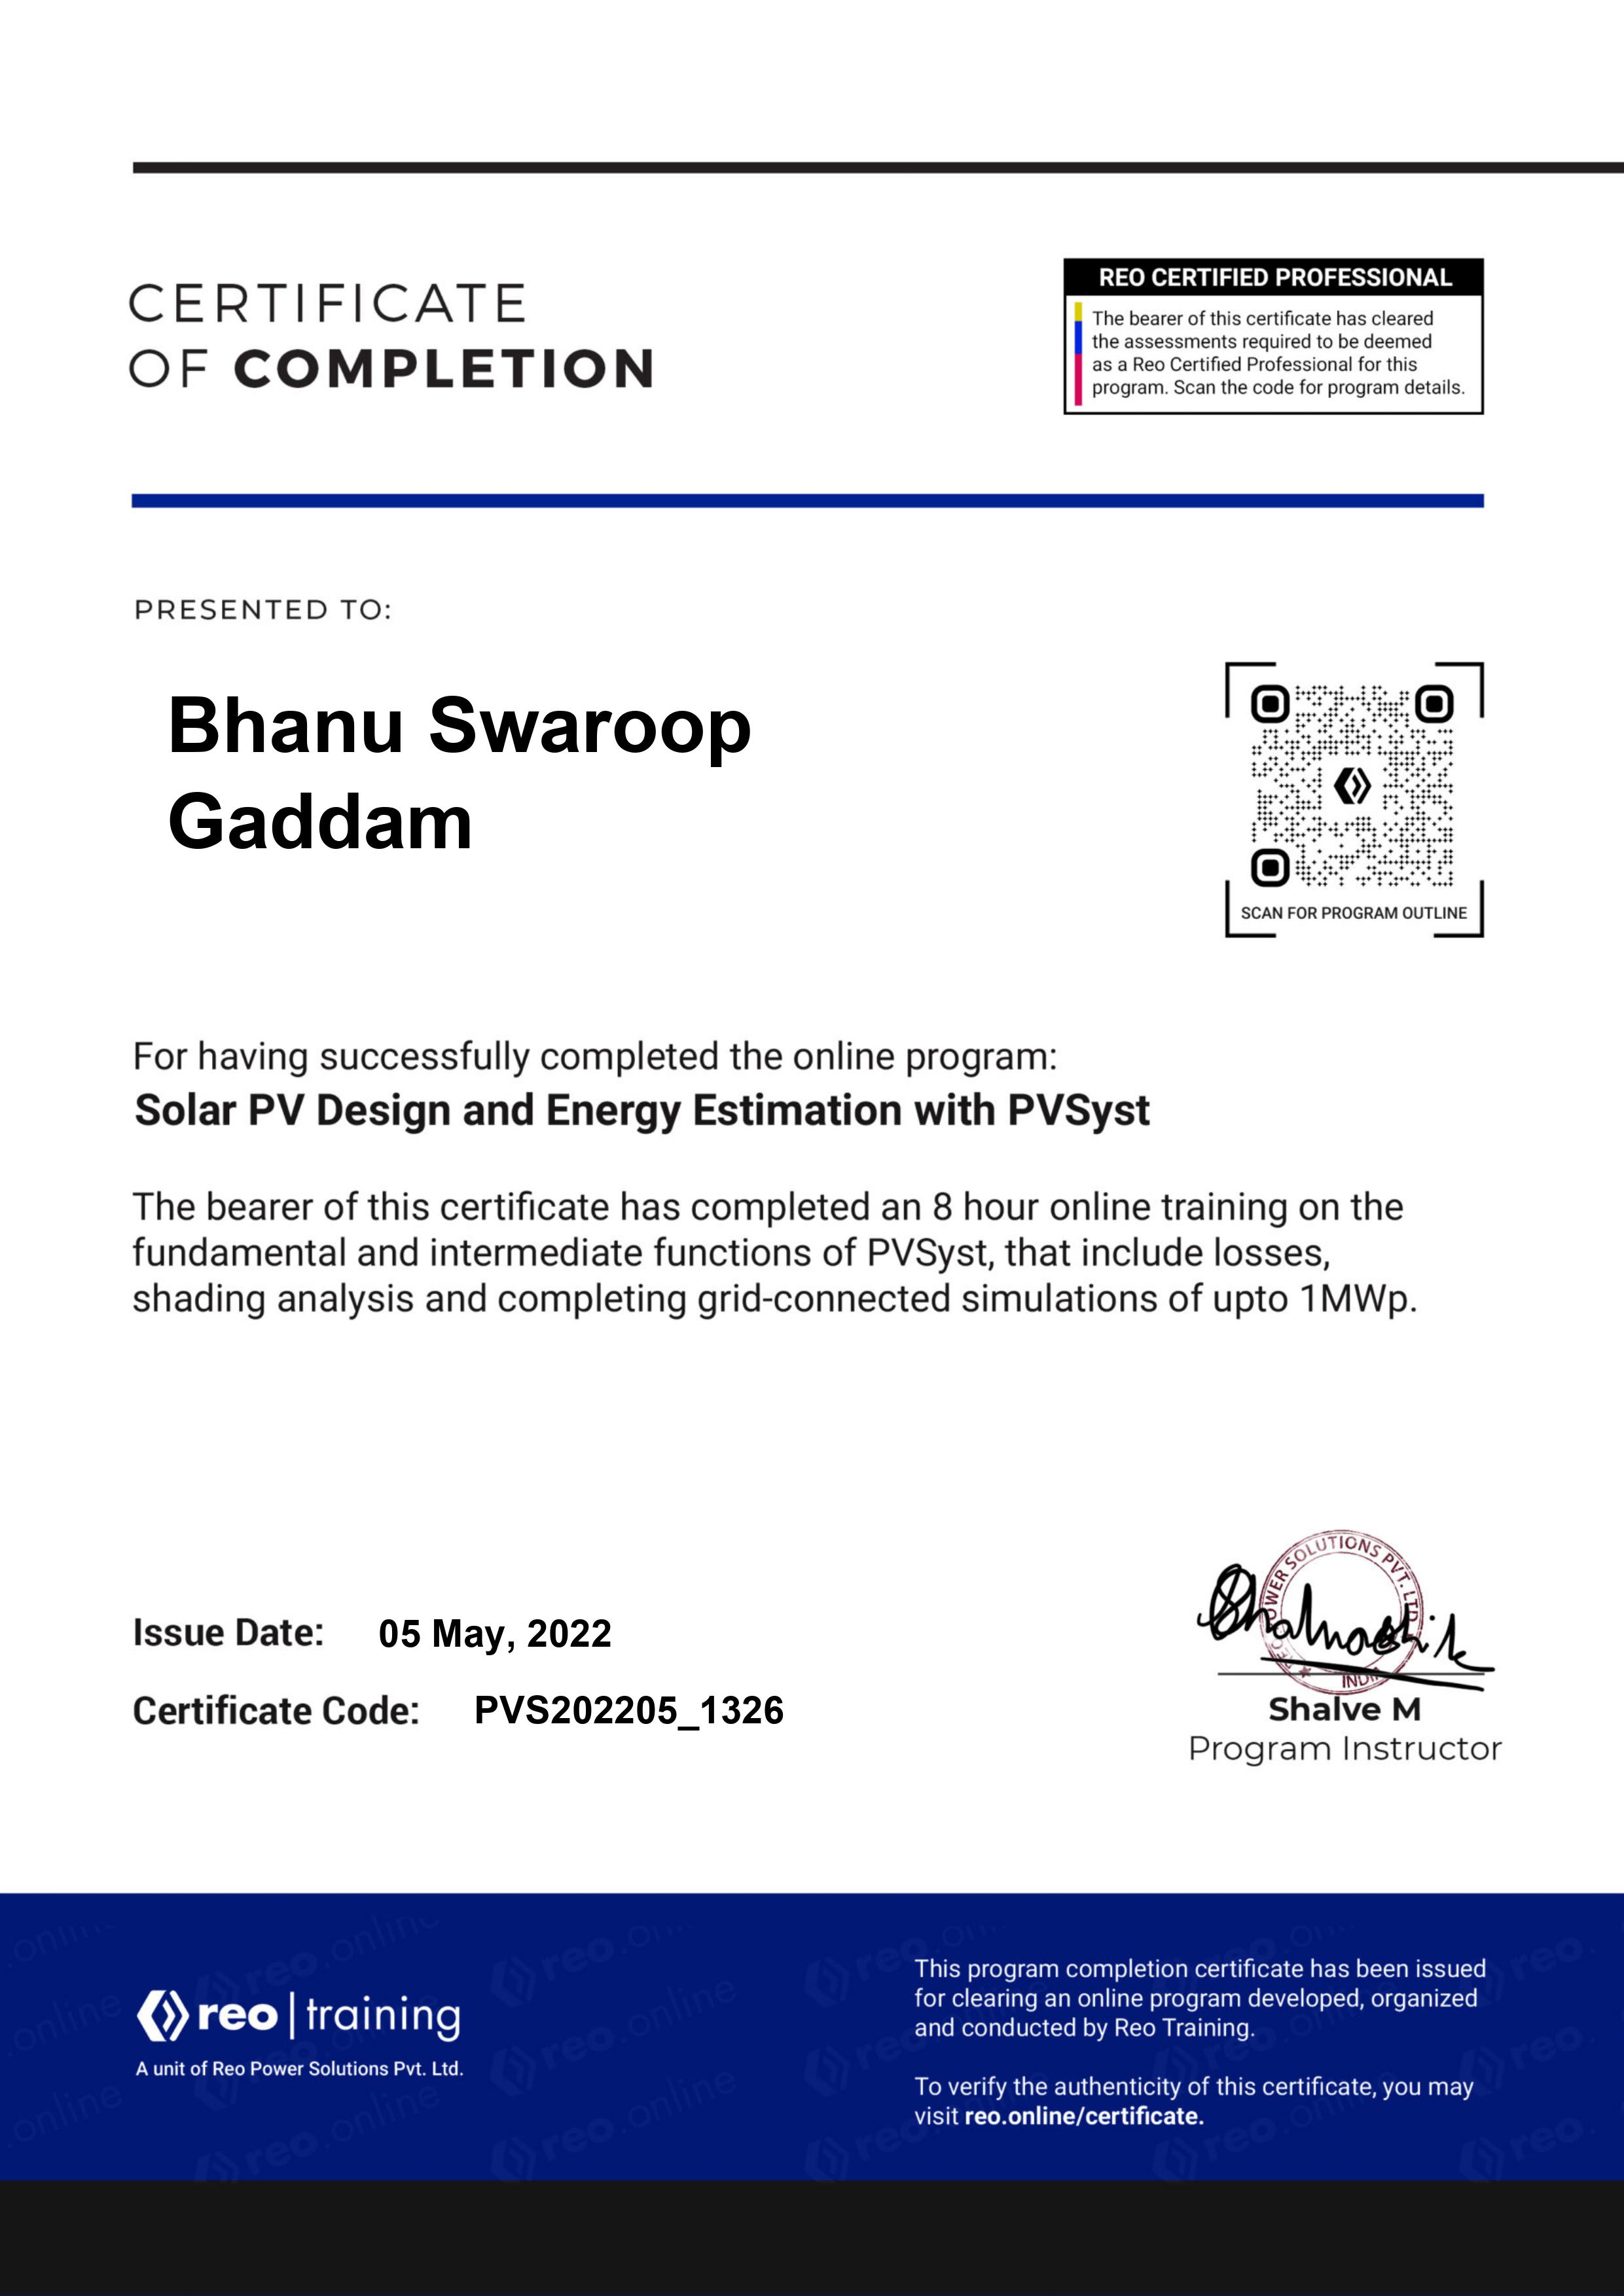 CERTIFICATE
OF COMPLETION
REO CERTIFIED PROFESSIONAL
The bearer of this certificate has cleared
the assessments required to be deemed
as a Reo Certified Professional for this
program. Scan the code for program details.
PRESENTED TO:
Bhanu Swaroop
Gaddam
SCAN FOR PROGRAM OUTLINE
For having successfully completed the online program:
Solar PV Design and Energy Estimation with PVSyst
The bearer of this certificate has completed an 8 hour online training on the
fundamental and intermediate functions of PVSyst, that include losses,
shading analysis and completing grid-connected simulations of upto 1MWp.
Issue Date: 05 May, 2022
Certificate Code: PVS202205_1326
SOLUTIONS PVT. LTD
INDIA
Shalve M
Program Instructor
reo | training
A unit of Reo Power Solutions Pvt. Ltd.
This program completion certificate has been issued
for clearing an online program developed, organized
and conducted by Reo Training.
To verify the authenticity of this certificate, you may
visit reo.online/certificate.